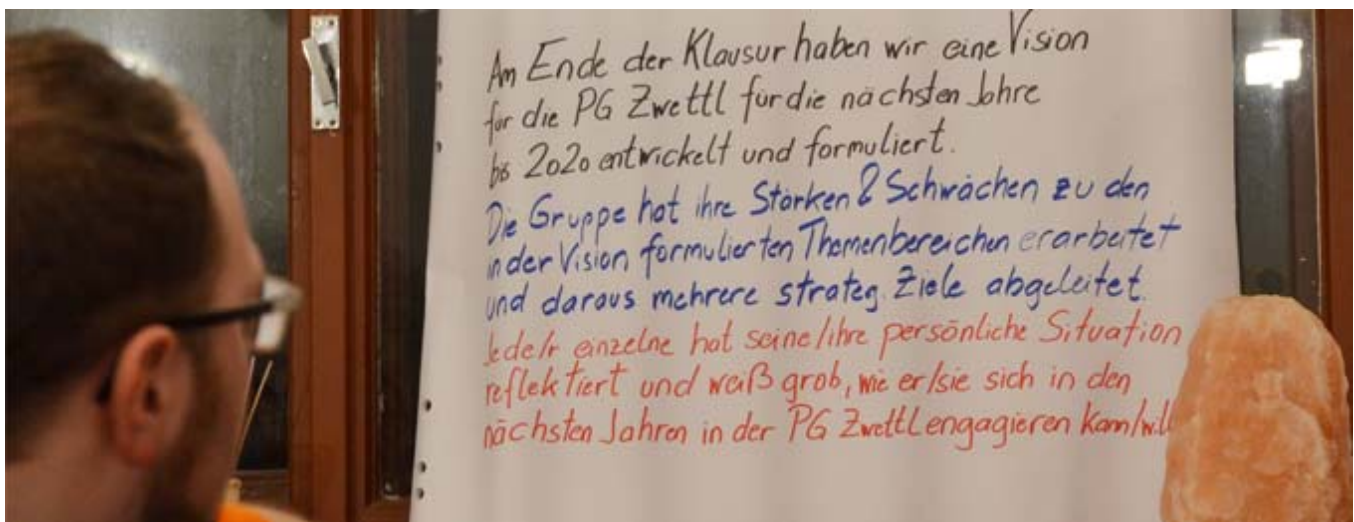 Am Ende der Klausur haben wir eine Vision
für die PG Zwettl für die nächsten Jahre
bis 2020 entwickelt und formuliert.
Die Gruppe hat ihre Stärken & Schwächen zu den
in der Vision formulierten Themenbereichen erarbeitet
und daraus mehrere strateg. Ziele abgeleitet.
Jede/r einzelne hat seine/ihre persönliche Situation
reflektiert und weiß grob, wie er/sie sich in den
nächsten Jahren in der PG Zwettl engagieren kann/will